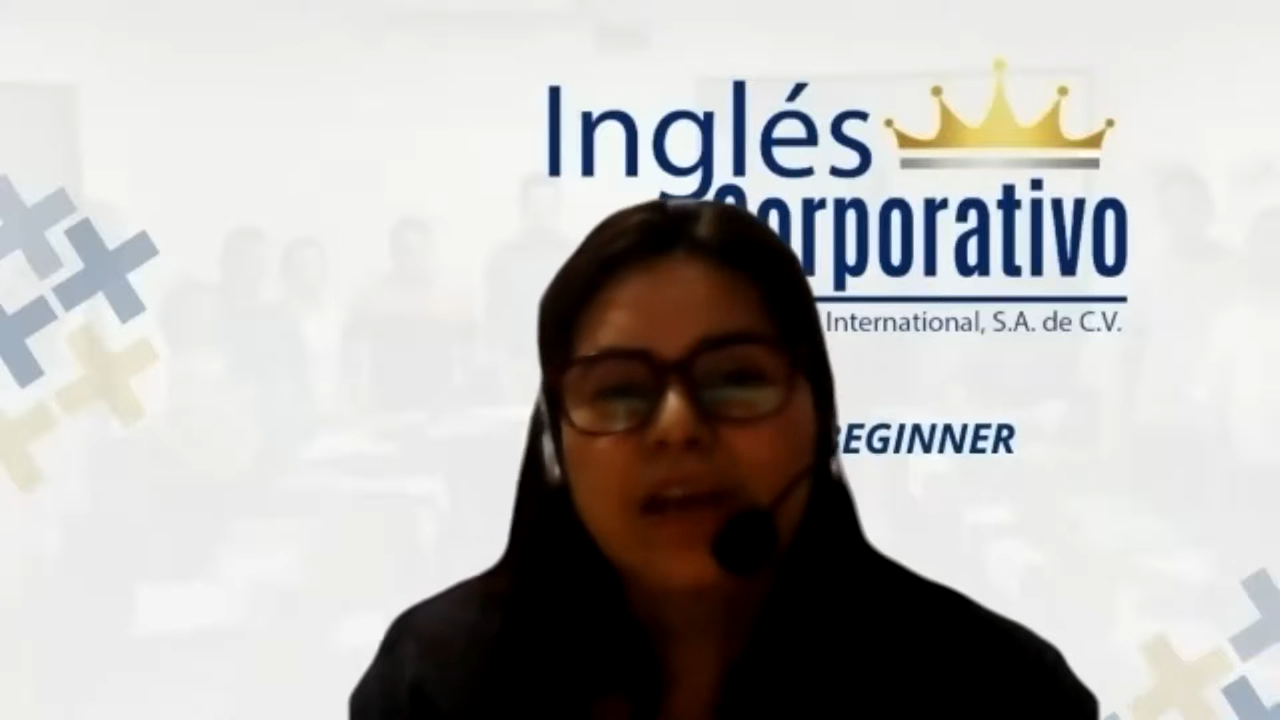 Inglés
Corporativo
International, S.A. de C.V.
BEGINNER